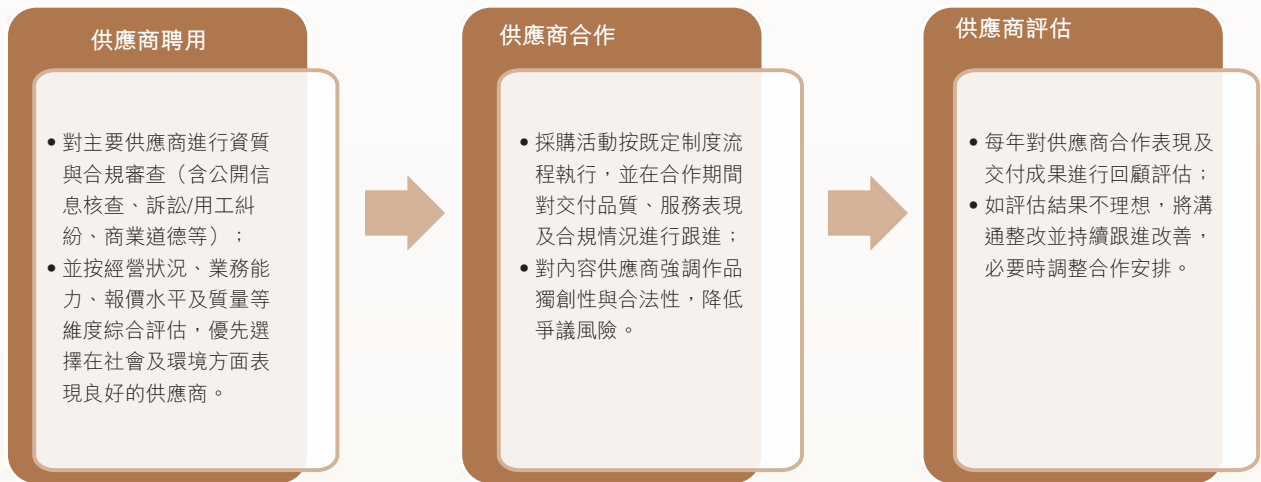 供應商聘用
• 對主要供應商進行資質
與合規審查（含公開信
息核查、訴訟/用工糾
紛、商業道德等）；
• 並按經營狀況、業務能
力、報價水平及質量等
維度綜合評估，優先選
擇在社會及環境方面表
現良好的供應商。
供應商合作
• 採購活動按既定制度流
程執行，並在合作期間
對交付品質、服務表現
及合規情況進行跟進；
• 對內容供應商強調作品
獨創性與合法性，降低
爭議風險。
供應商評估
• 每年對供應商合作表現及
交付成果進行回顧評估；
• 如評估結果不理想，將溝
通整改並持續跟進改善，
必要時調整合作安排。